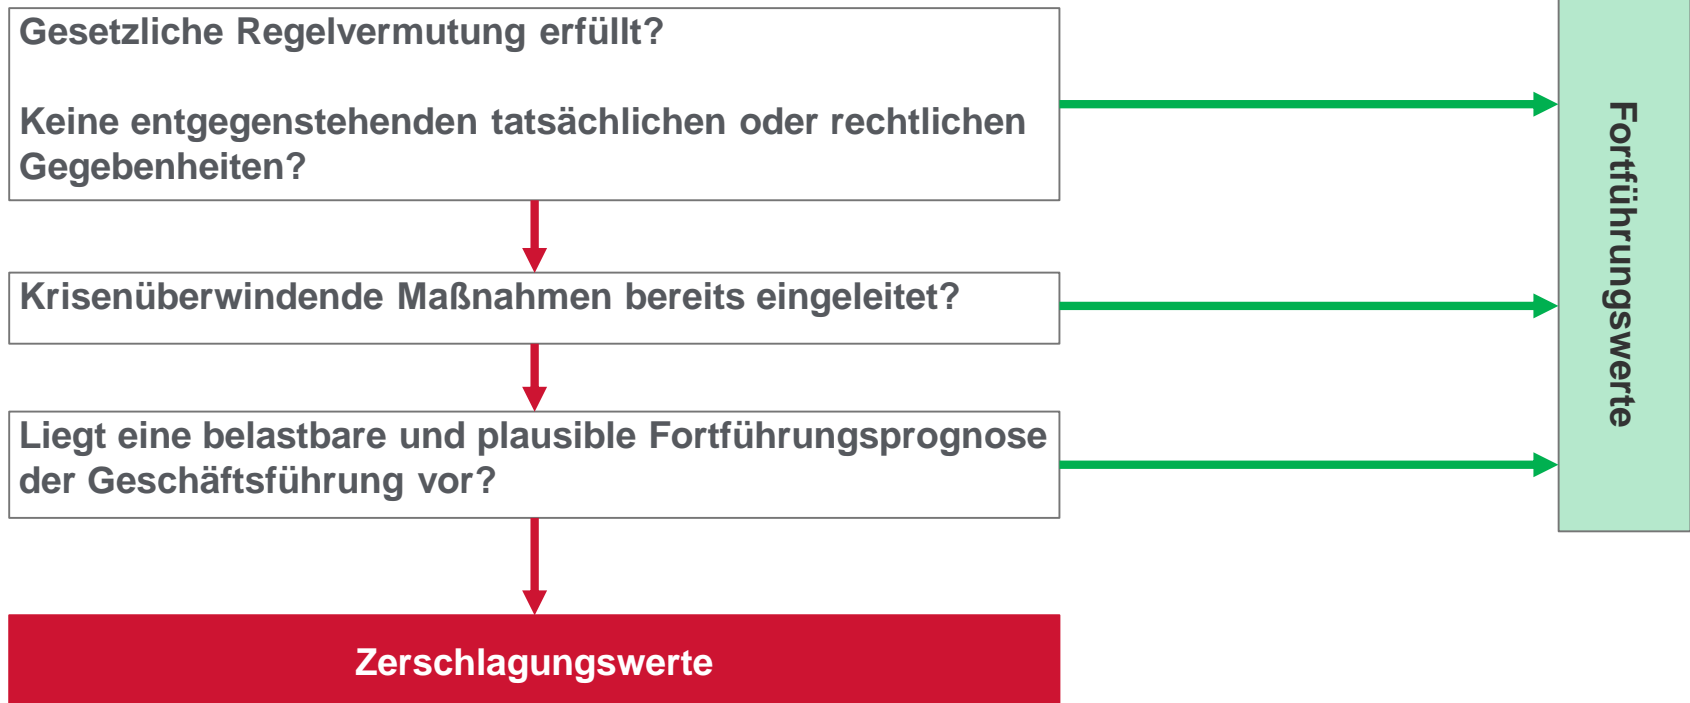 Gesetzliche Regelvermutung erfüllt?
Keine entgegenstehenden tatsächlichen oder rechtlichen
Gegebenheiten?
Krisenüberwindende Maßnahmen bereits eingeleitet?
Liegt eine belastbare und plausible Fortführungsprognose
der Geschäftsführung vor?
Zerschlagungswerte
Fortführungswerte